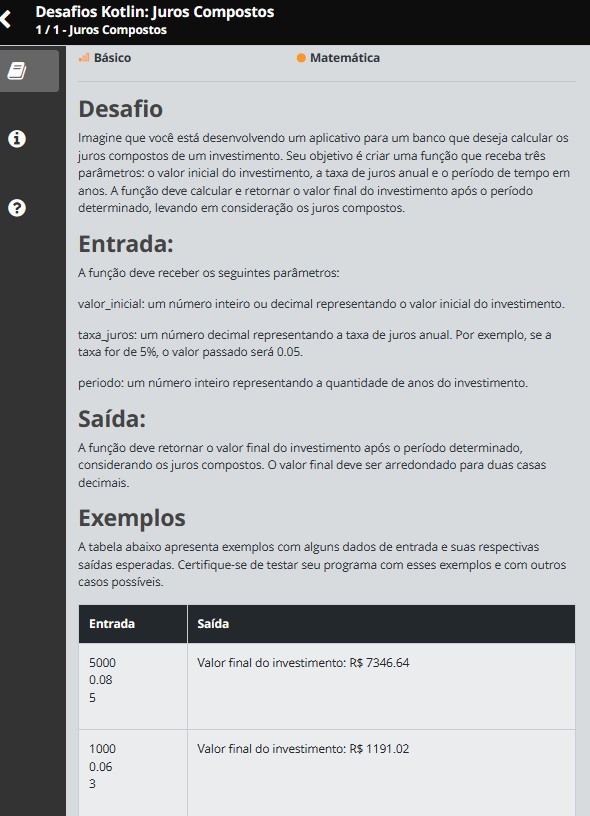 Desafios Kotlin: Juros Compostos
1 / 1 - Juros Compostos
Básico
Matemática
Desafio
Imagine que você está desenvolvendo um aplicativo para um banco que deseja calcular os
juros compostos de um investimento. Seu objetivo é criar uma função que receba três
parâmetros: o valor inicial do investimento, a taxa de juros anual e o período de tempo em
anos. A função deve calcular e retornar o valor final do investimento após o período
determinado, levando em consideração os juros compostos.
Entrada:
A função deve receber os seguintes parâmetros:
valor_inicial: um número inteiro ou decimal representando o valor inicial do investimento.
taxa_juros: um número decimal representando a taxa de juros anual. Por exemplo, se a
taxa for de 5%, o valor passado será 0.05.
periodo: um número inteiro representando a quantidade de anos do investimento.
Saída:
A função deve retornar o valor final do investimento após o período determinado,
considerando os juros compostos. O valor final deve ser arredondado para duas casas
decimais.
Exemplos
A tabela abaixo apresenta exemplos com alguns dados de entrada e suas respectivas
saídas esperadas. Certifique-se de testar seu programa com esses exemplos e com outros
casos possíveis.
Entrada
Saída
5000
0.08
5
Valor final do investimento: R$ 7346.64
1000
0.06
3
Valor final do investimento: R$ 1191.02